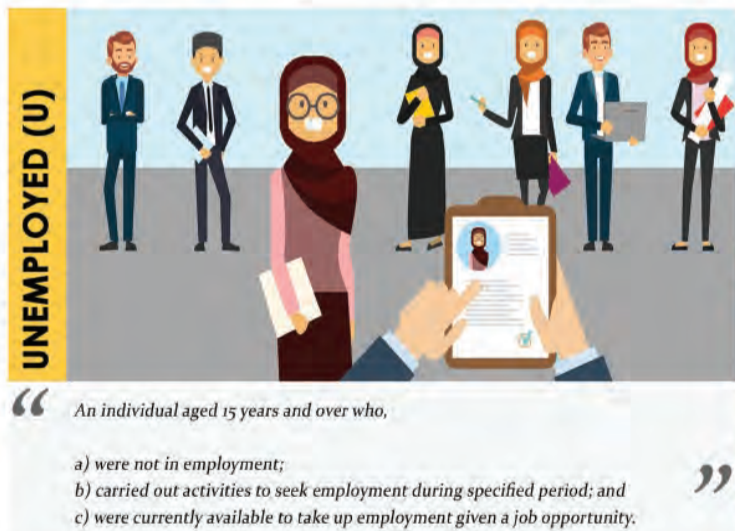 UNEMPLOYED (U)
“ An individual aged 15 years and over who,
a) were not in employment;
b) carried out activities to seek employment during specified period; and
c) were currently available to take up employment given a job opportunity. ”